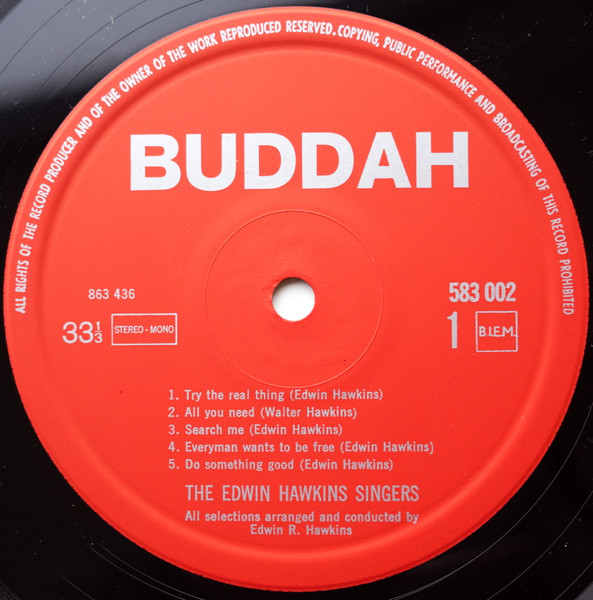 ALL RIGHTS OF THE RECORD PRODUCER AND OF THE OWNER OF THE WORK REPRODUCED RESERVED. COPYING, PUBLIC PERFORMANCE AND BROADCASTING OF THIS RECORD PROHIBITED
BUDDAH
863 436
583 002
33 1/3 STEREO - MONO
1 B.I.E.M.
1. Try the real thing (Edwin Hawkins)
2. All you need (Walter Hawkins)
3. Search me (Edwin Hawkins)
4. Everyman wants to be free (Edwin Hawkins)
5. Do something good (Edwin Hawkins)
THE EDWIN HAWKINS SINGERS
All selections arranged and conducted by
Edwin R. Hawkins